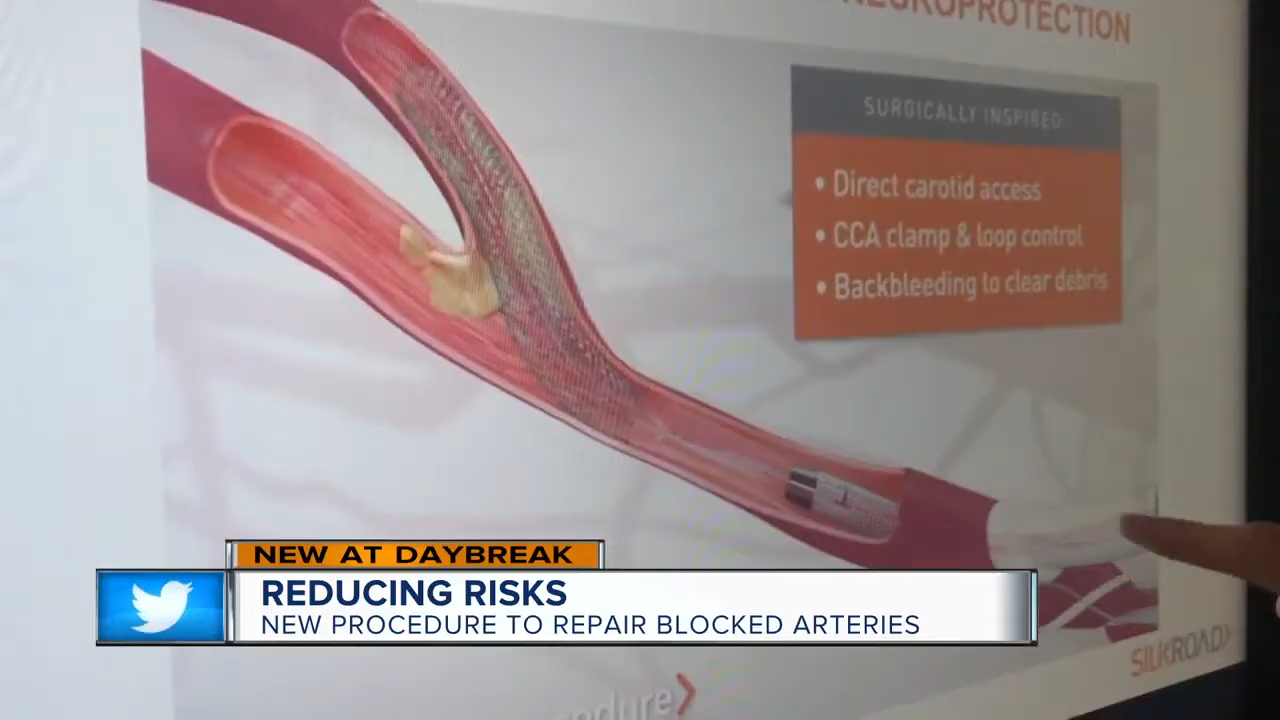 NEUROPROTECTION
SURGICALLY INSPIRED
• Direct carotid access
• CCA clamp & loop control
• Backbleeding to clear debris
NEW AT DAYBREAK
REDUCING RISKS
NEW PROCEDURE TO REPAIR BLOCKED ARTERIES
SILKROAD